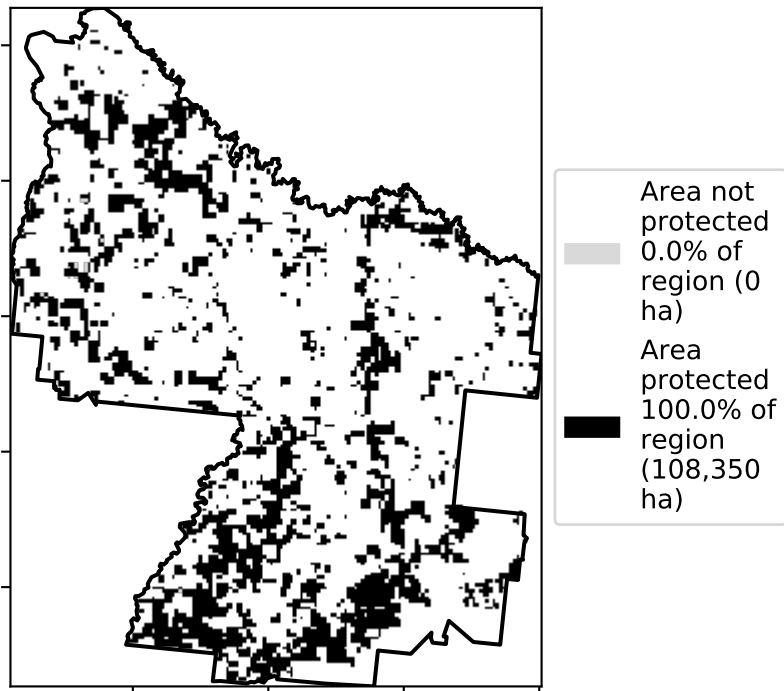 Area not
protected
0.0% of
region (0
ha)
Area
protected
100.0% of
region
(108,350
ha)